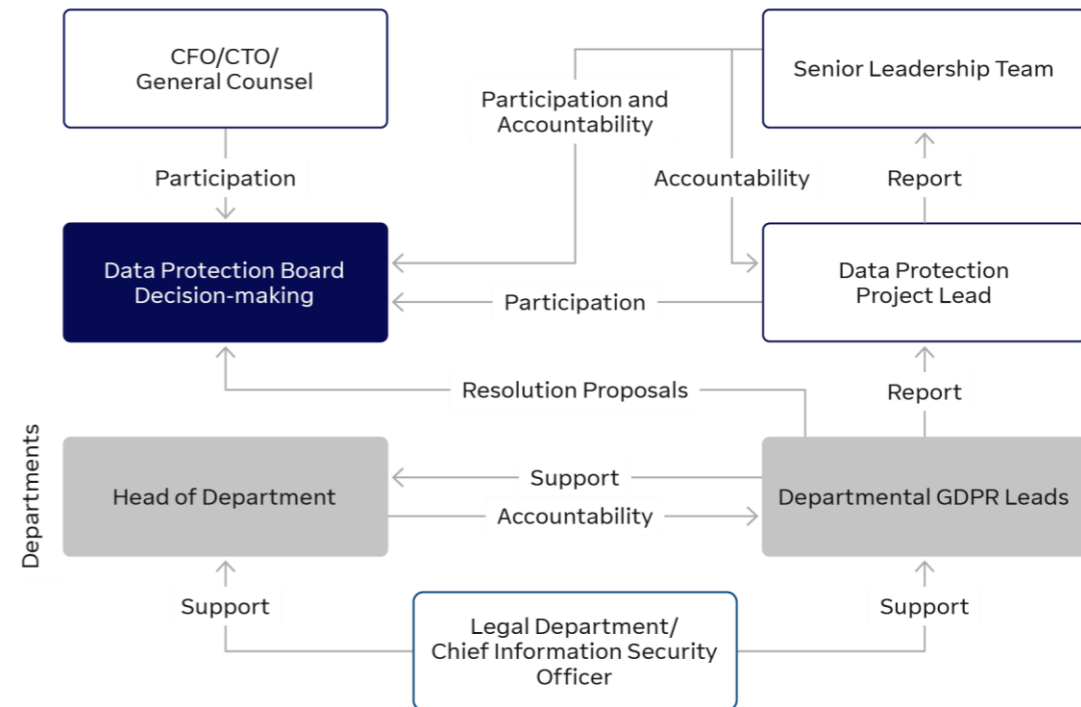 CFO/CTO/
General Counsel
Senior Leadership Team
Participation and
Accountability
Participation
Accountability
Report
Data Protection Board
Decision-making
Data Protection
Project Lead
Participation
Resolution Proposals
Report
Departments
Head of Department
Support
Accountability
Departmental GDPR Leads
Support
Legal Department/
Chief Information Security
Officer
Support